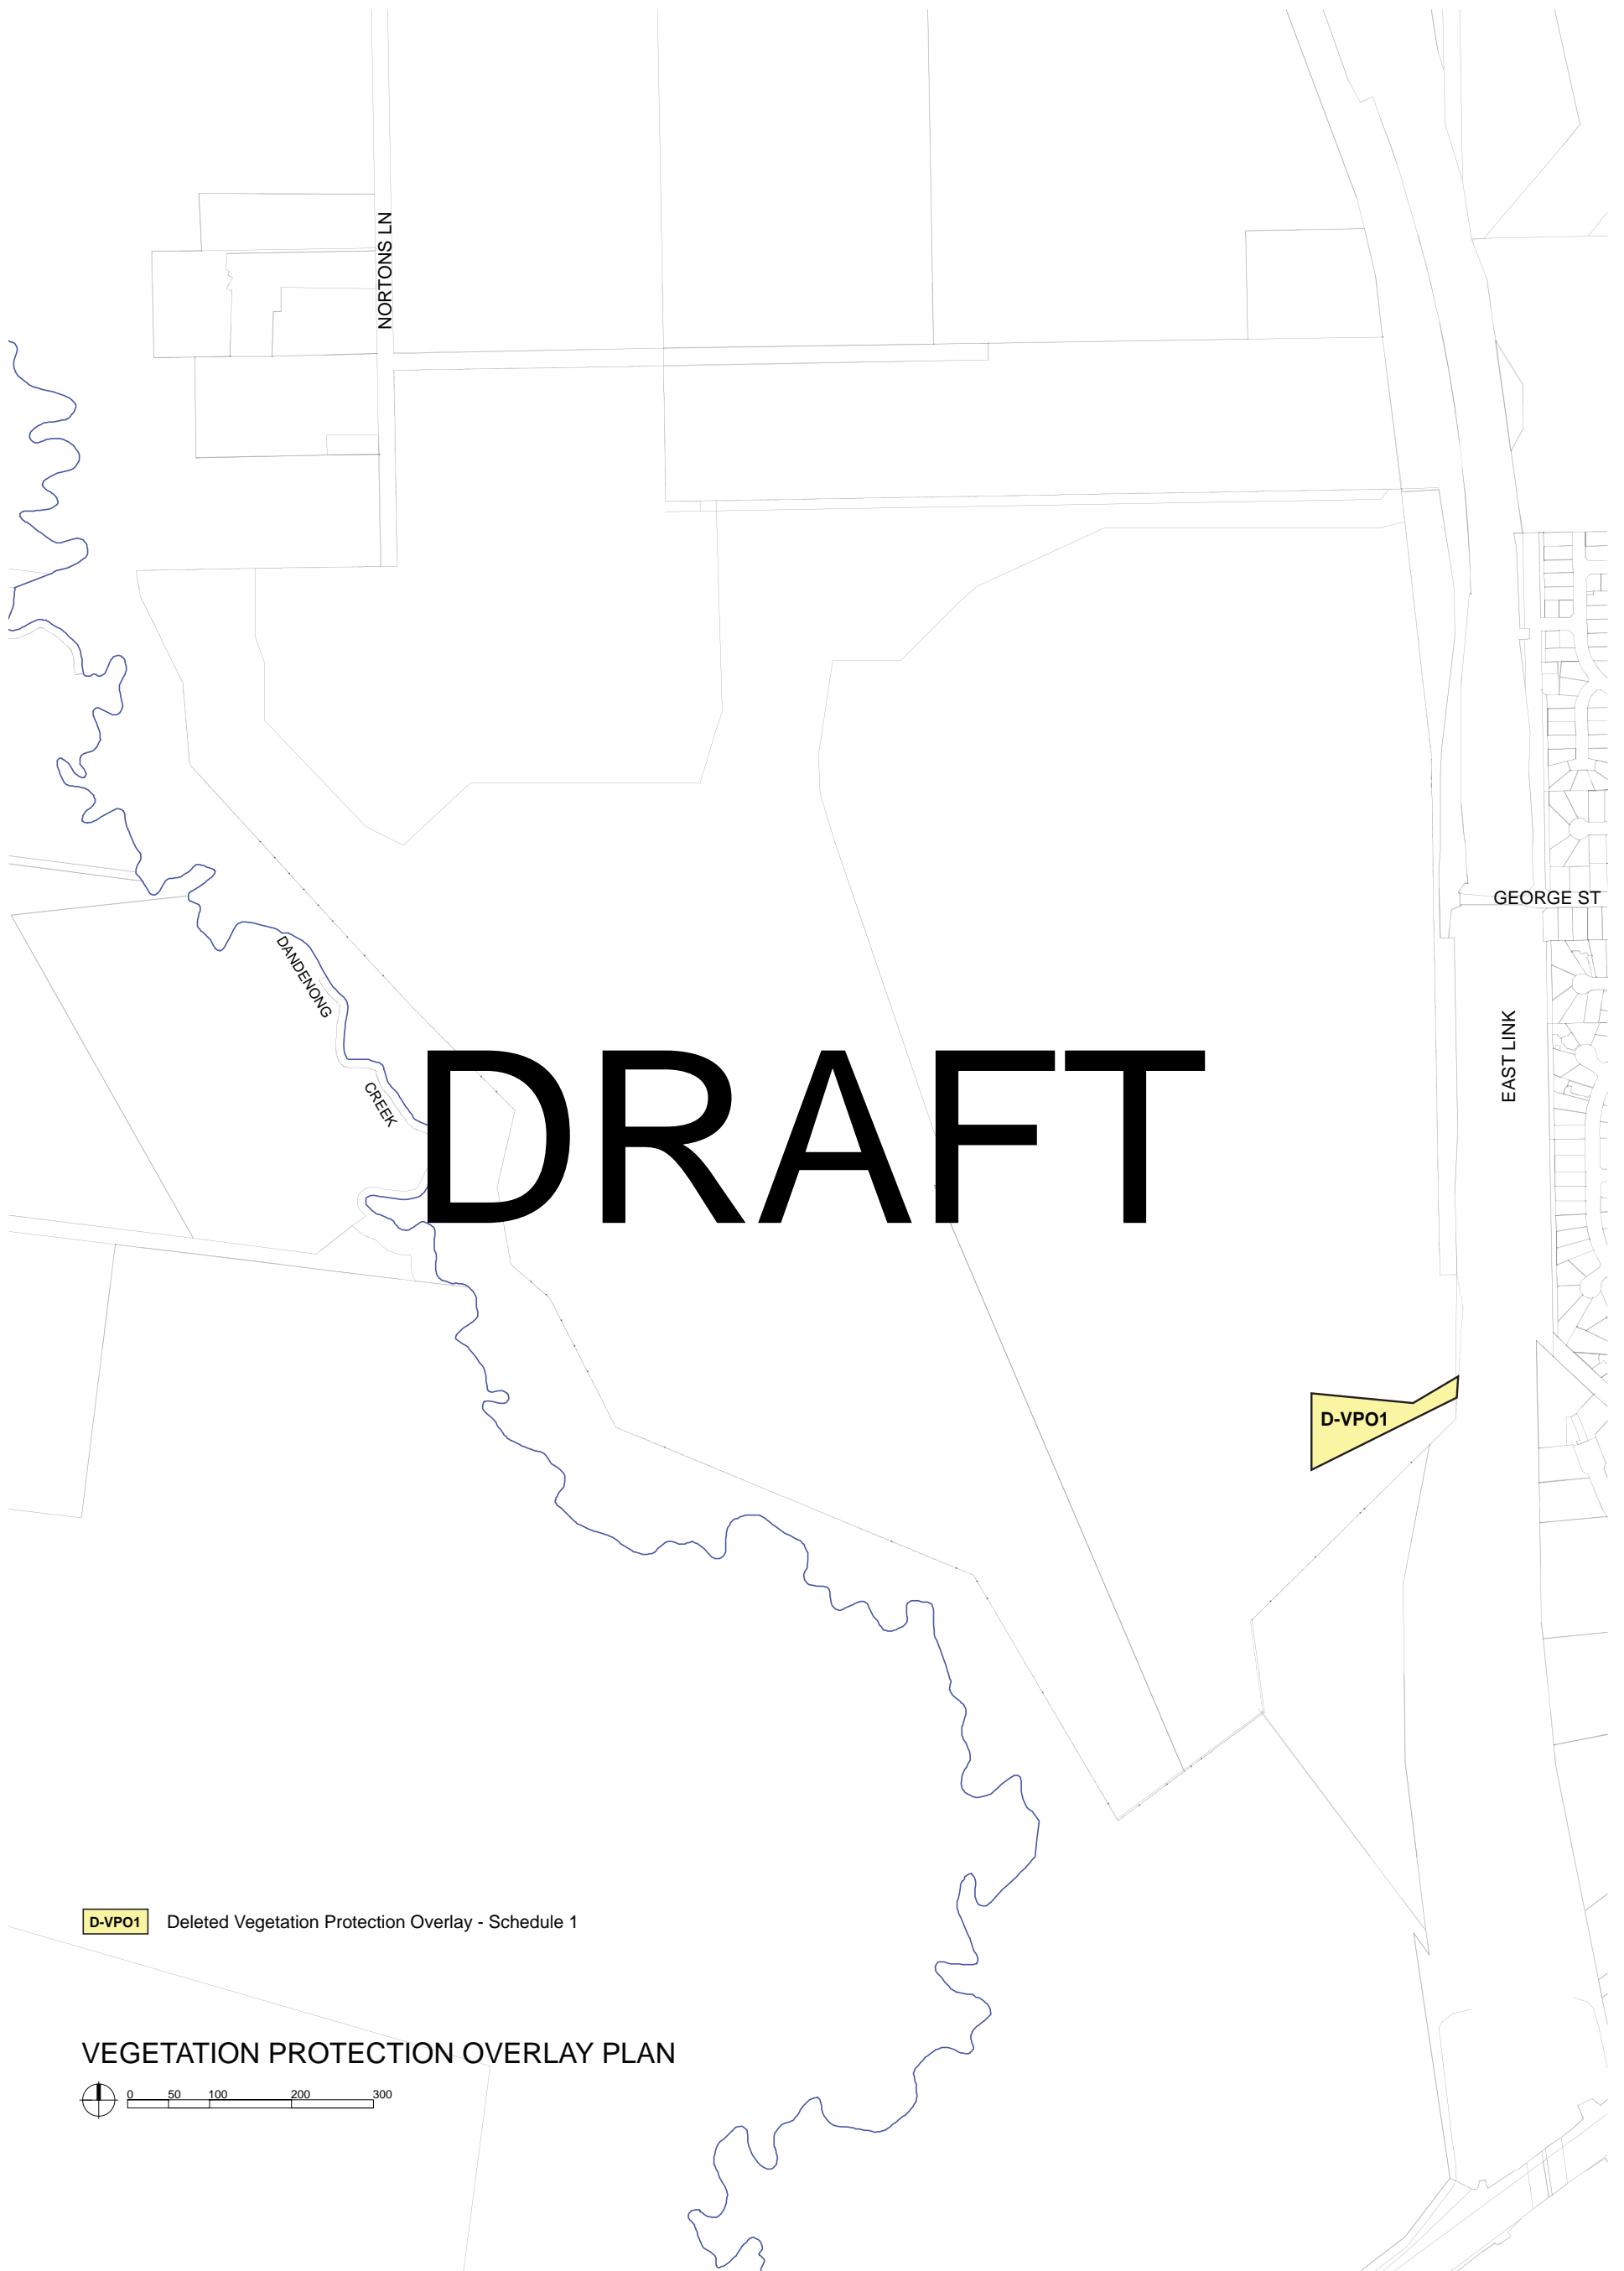 NORTONS LN
GEORGE ST
DANDENONG
CREEK
EAST LINK
DRAFT
D-VPO1
D-VPO1 Deleted Vegetation Protection Overlay - Schedule 1
VEGETATION PROTECTION OVERLAY PLAN
0 50 100 200 300